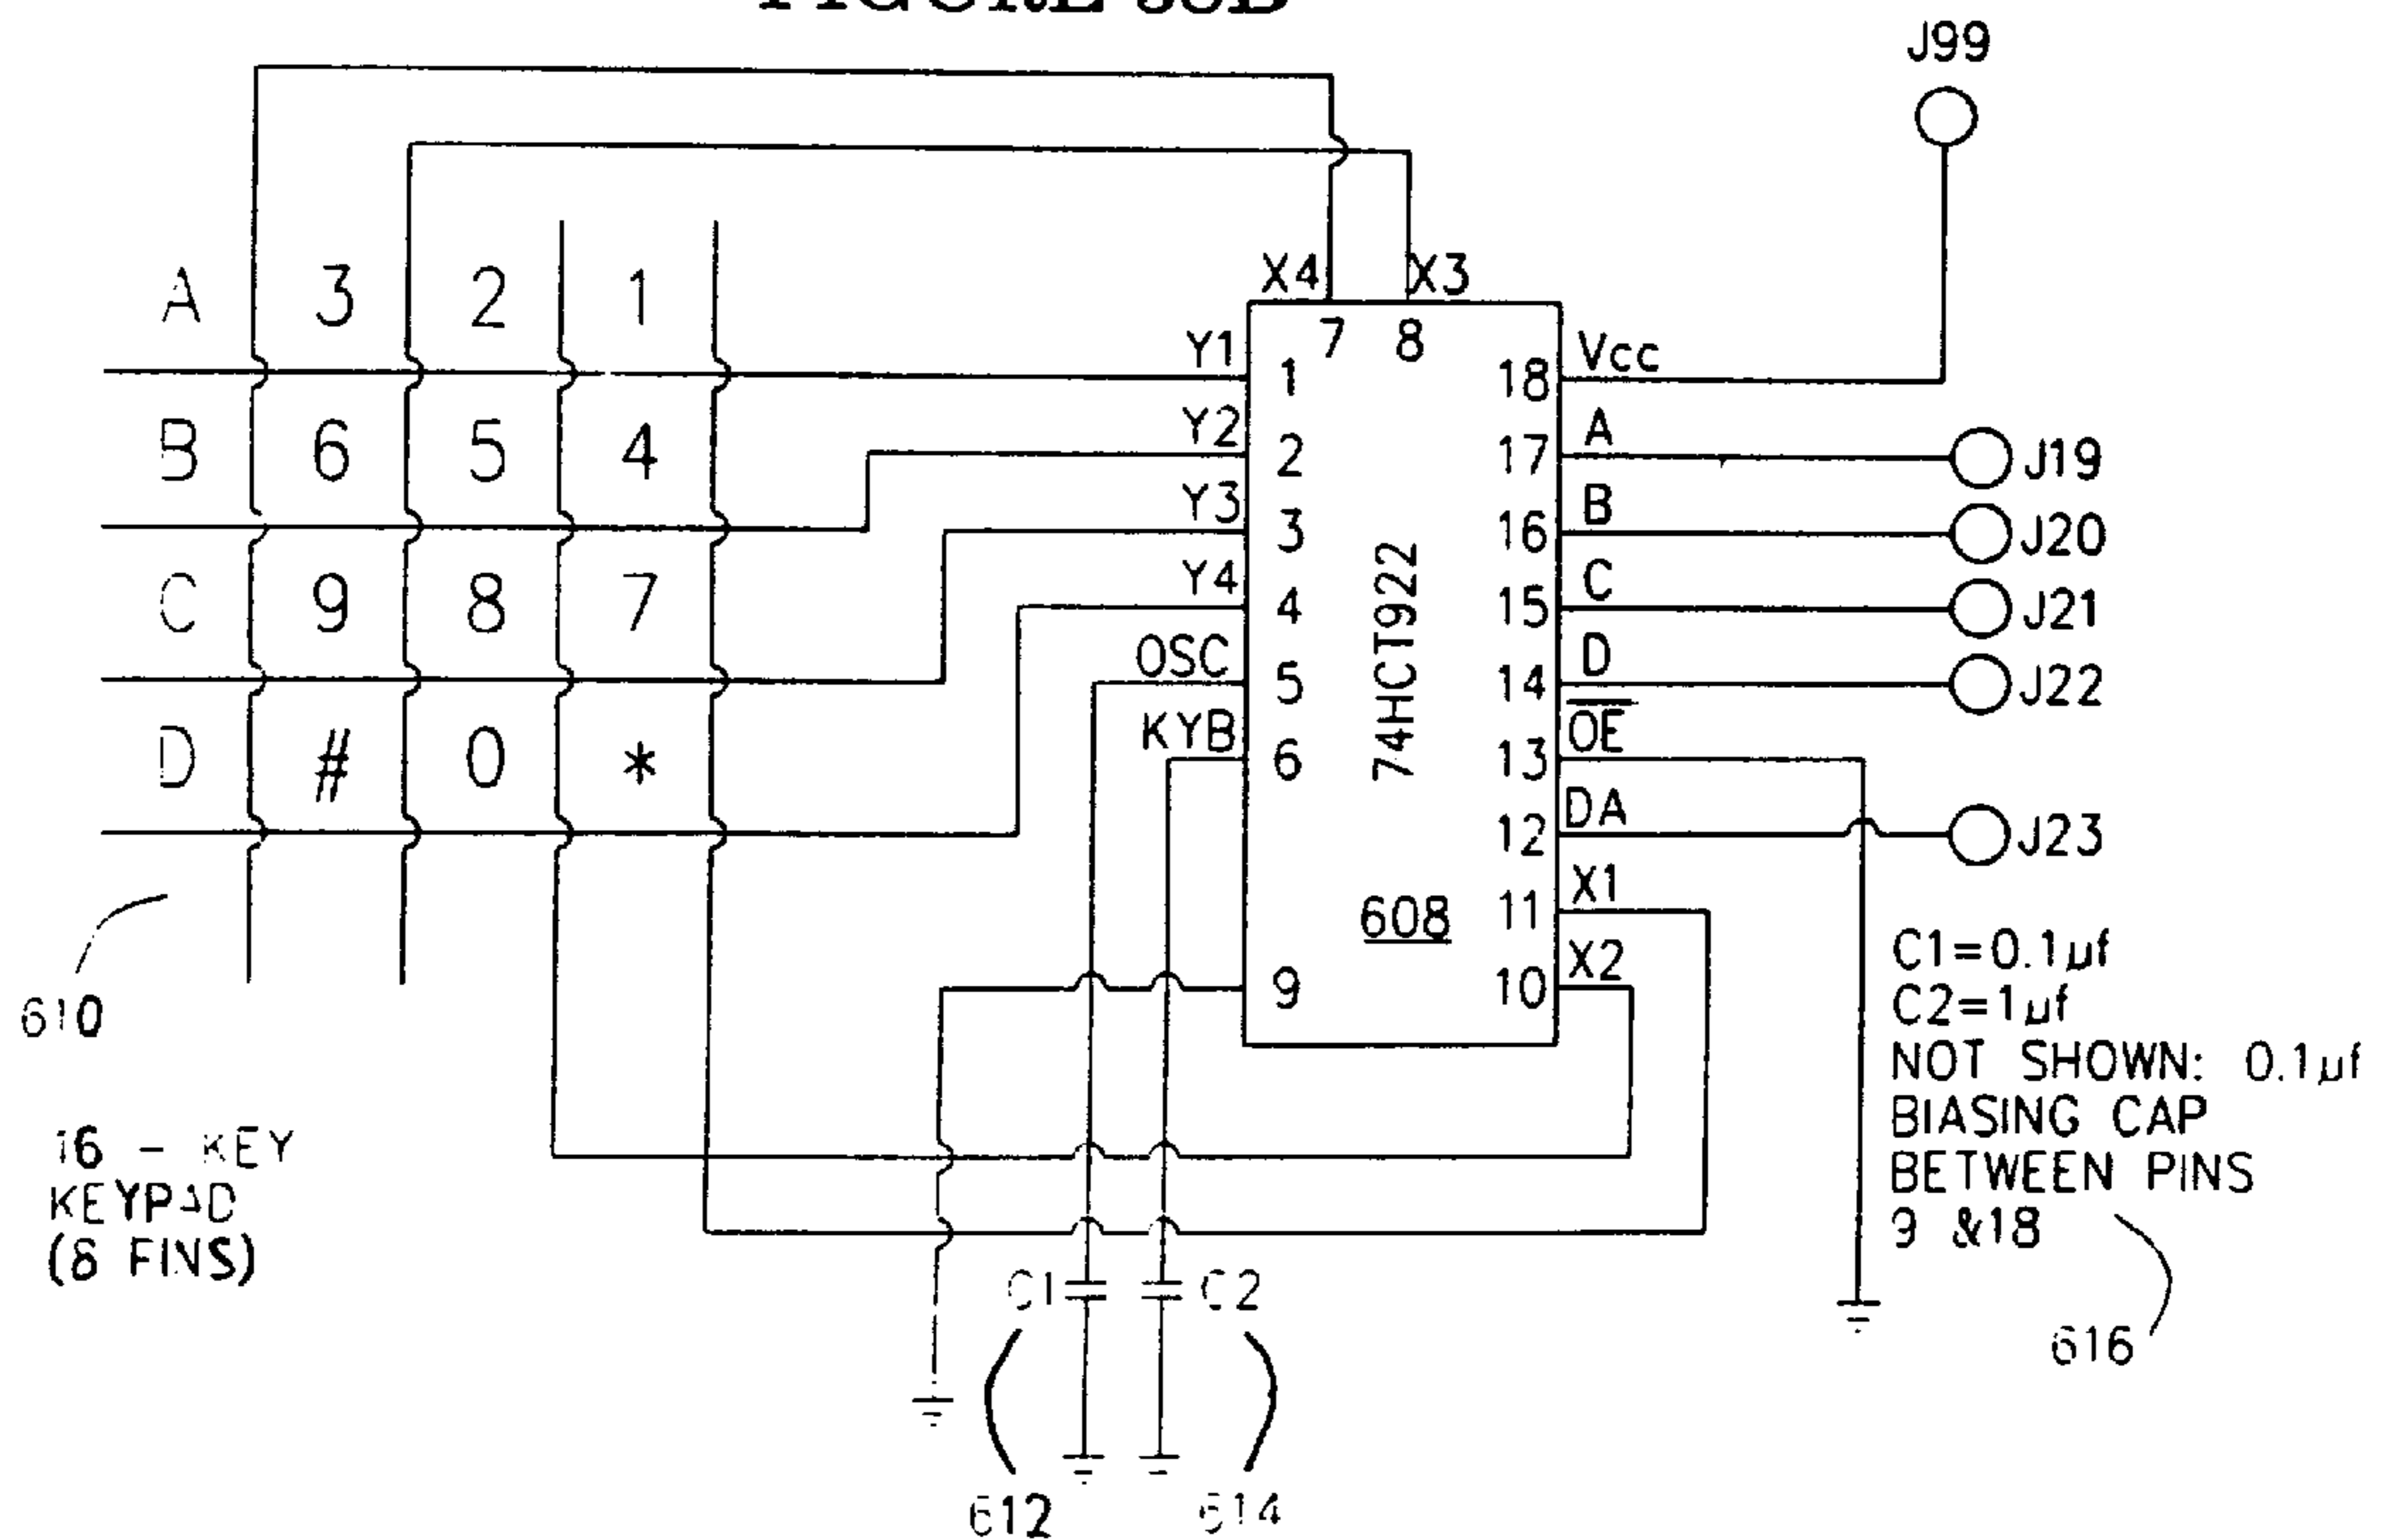 J99
A 3 2 1
X4 X3
7 8
Y1
1
18
Vcc
B 6 5 4
Y2
2
17
A
J19
Y3
3
16
B
J20
C 9 8 7
Y4
4
15
C
J21
OSC
5
14
D
J22
D # 0 *
KYB
6
13
OE
12
DA
J23
74HCT922
608
11
X1
9
10
X2
610
16 - KEY
KEYPAD
C1=0.1µf
C2=1µf
NOT SHOWN: 0.1µf
BIASING CAP
BETWEEN PINS
9 &18
C1
C2
616
612
614